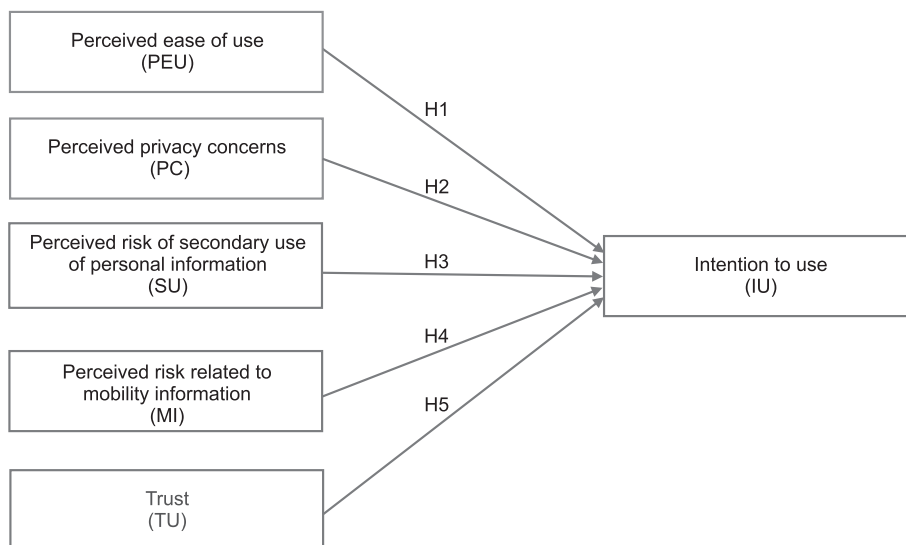 Perceived ease of use
(PEU)
H1
Perceived privacy concerns
(PC)
H2
Perceived risk of secondary use
of personal information
(SU)
H3
Intention to use
(IU)
H4
Perceived risk related to
mobility information
(MI)
H5
Trust
(TU)